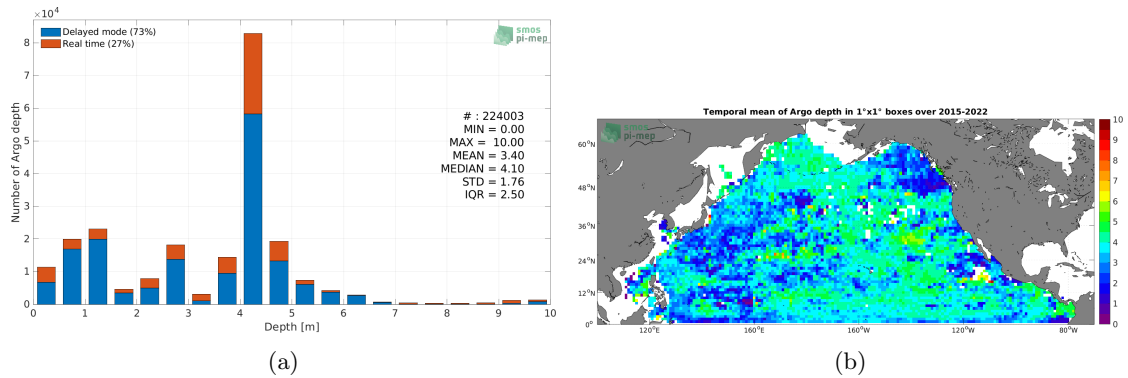 ×10⁴
Delayed mode (73%)
Real time (27%)
smos
pi-mep
8
7
6
5
4
3
2
1
0
Number of Argo depth
# : 224003
MIN = 0.00
MAX = 10.00
MEAN = 3.40
MEDIAN = 4.10
STD = 1.76
IQR = 2.50
0 1 2 3 4 5 6 7 8 9 10
Depth [m]
(a)
Temporal mean of Argo depth in 1°x1° boxes over 2015-2022
smos
pi-mep
60°N
48°N
36°N
24°N
12°N
0°
120°E 160°E 160°W 120°W 80°W
10
9
8
7
6
5
4
3
2
1
0
(b)